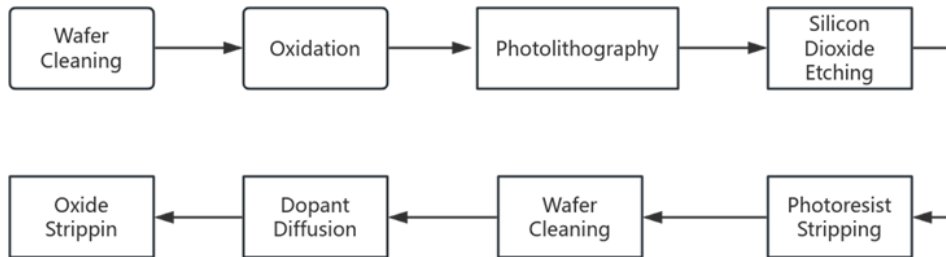 Wafer
Cleaning
Oxidation
Photolithography
Silicon
Dioxide
Etching
Photoresist
Stripping
Wafer
Cleaning
Dopant
Diffusion
Oxide
Strippin